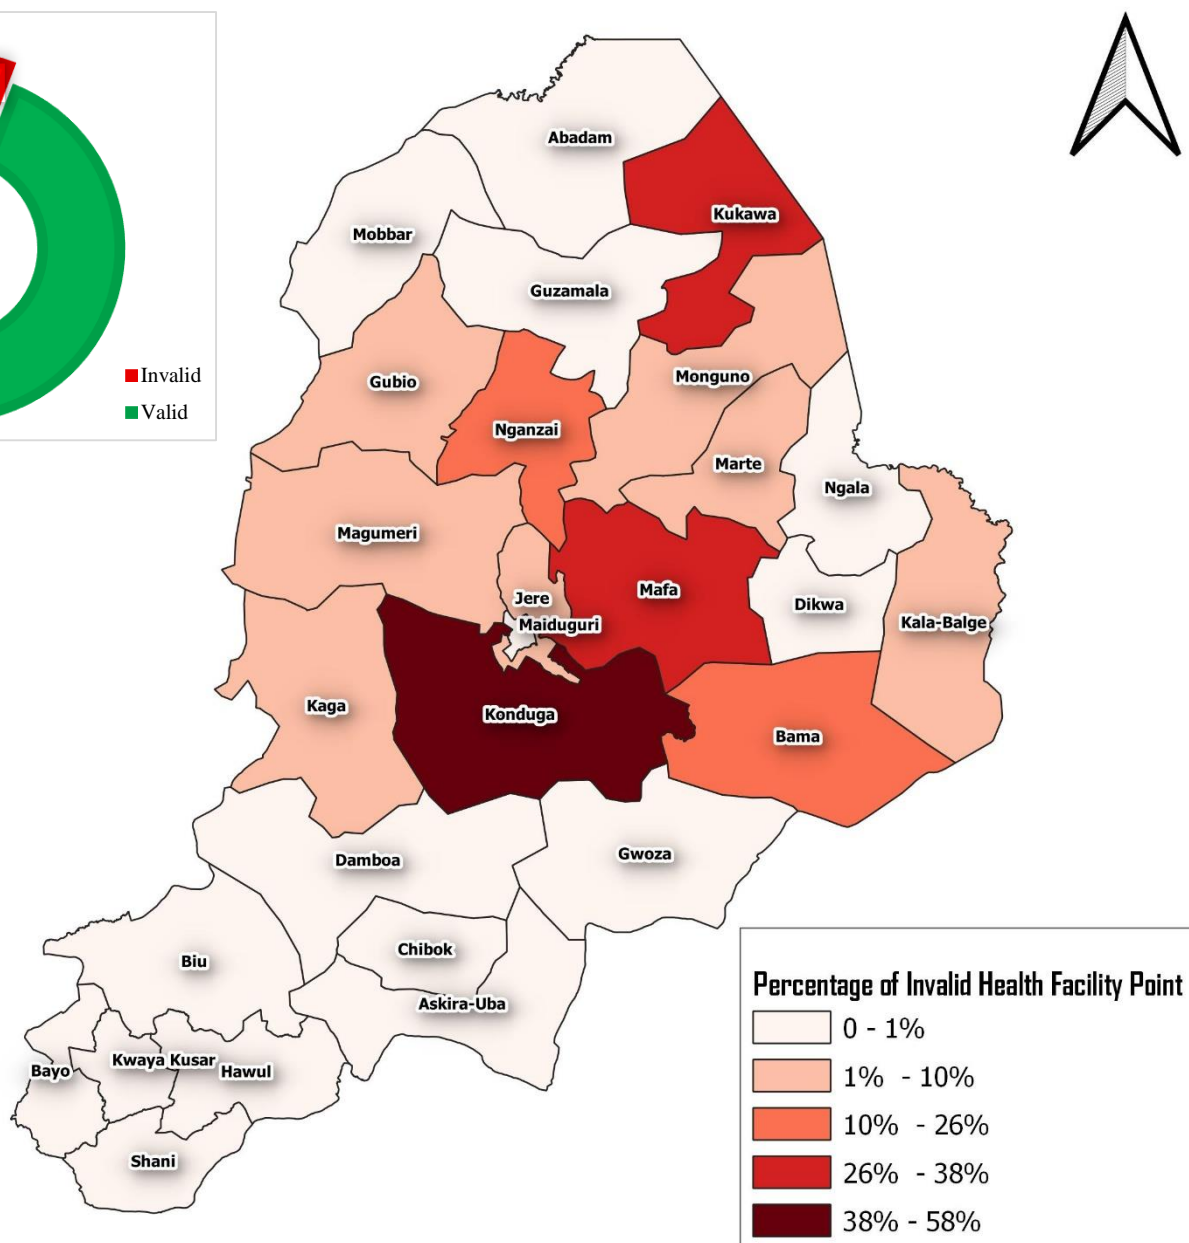 Invalid
Valid
Abadam
Kukawa
Mobbar
Guzamala
Gubio
Monguno
Nganzai
Marte
Ngala
Magumeri
Mafa
Jere
Dikwa
Maiduguri
Kala-Balge
Kaga
Konduga
Bama
Damboa
Gwoza
Chibok
Biu
Askira-Uba
Kwaya Kusar
Bayo
Hawul
Shani
Percentage of Invalid Health Facility Point
0 - 1%
1% - 10%
10% - 26%
26% - 38%
38% - 58%